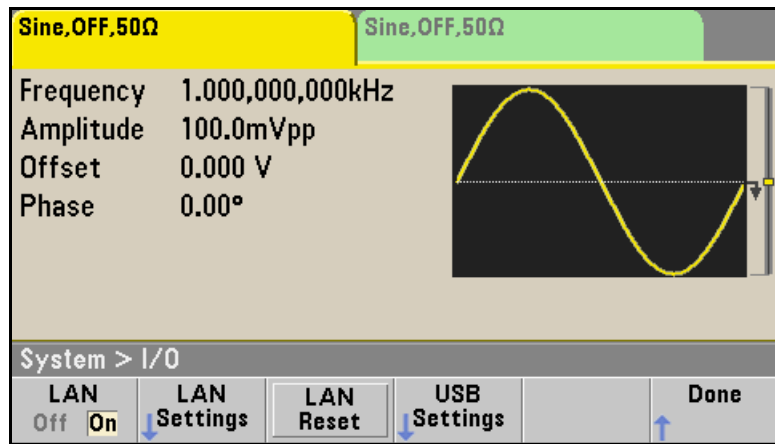 Sine,OFF,50Ω
Sine,OFF,50Ω
Frequency 1.000,000,000kHz
Amplitude 100.0mVpp
Offset 0.000 V
Phase 0.00°
System > I/O
LAN
Off On
LAN
Settings
LAN
Reset
USB
Settings
Done